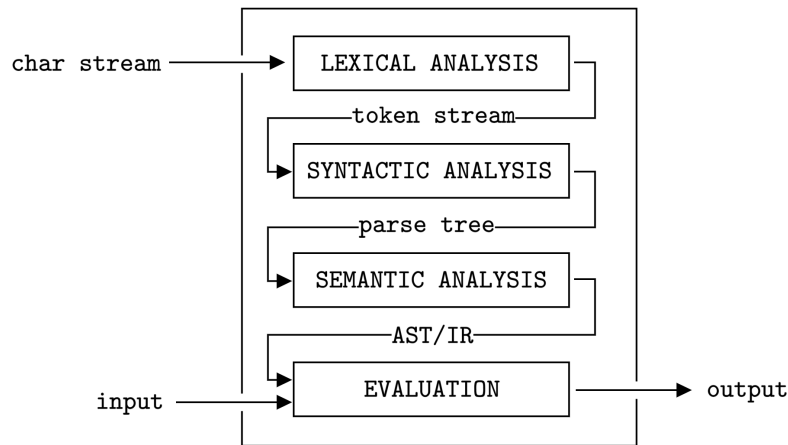 char stream
LEXICAL ANALYSIS
token stream
SYNTACTIC ANALYSIS
parse tree
SEMANTIC ANALYSIS
AST/IR
input
EVALUATION
output